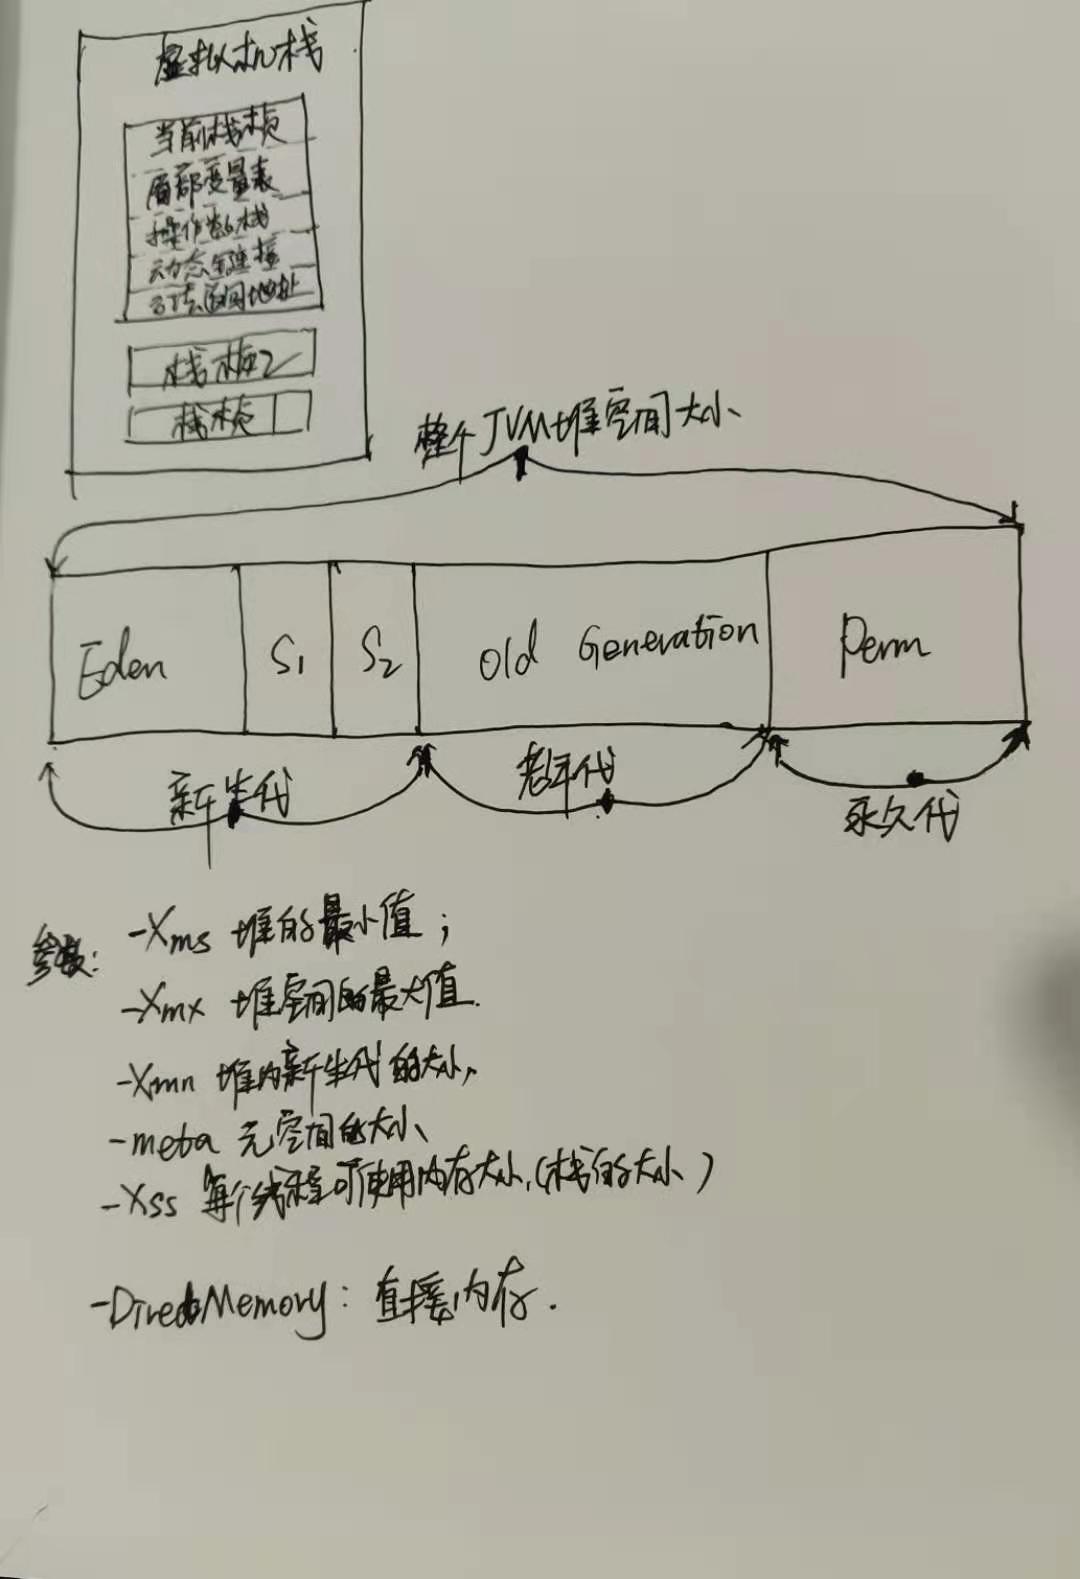 虚拟机栈
当前栈桢
局部变量表
操作数栈
动态链接
方法返回地址
栈桢2
栈桢1
整个JVM堆空间大小
Eden S1 S2 Old Generation Perm
新生代 老年代 永久代
参数: -Xms 堆的最小值;
-Xmx 堆空间的最大值.
-Xmn 堆内新生代的大小,
-meta 元空间的大小
-Xss 每个线程可使用内存大小,(栈的大小)
-DirectMemory: 直接内存.